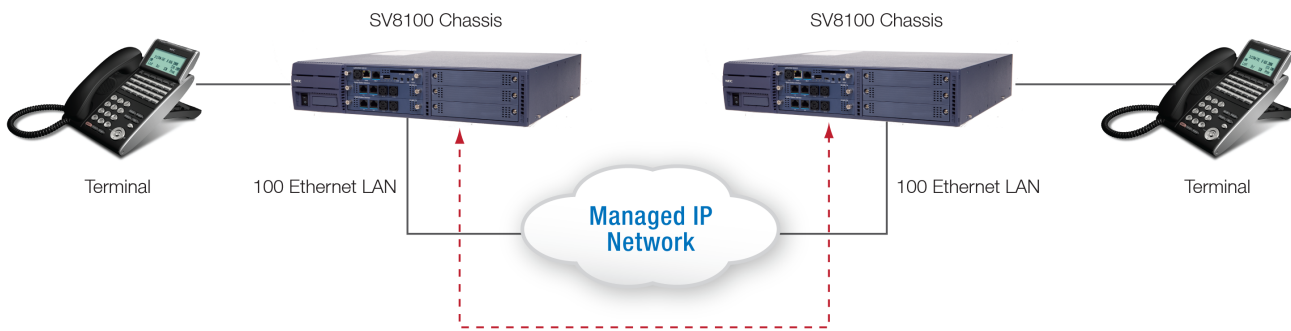 SV8100 Chassis
SV8100 Chassis
Terminal
100 Ethernet LAN
Managed IP
Network
100 Ethernet LAN
Terminal